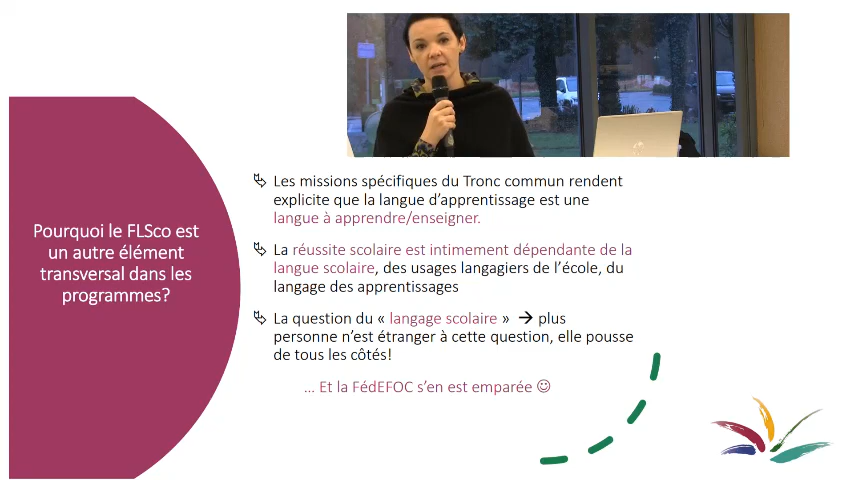 Pourquoi le FLSco est
un autre élément
transversal dans les
programmes?
Les missions spécifiques du Tronc commun rendent
explicite que la langue d’apprentissage est une
langue à apprendre/enseigner.
La réussite scolaire est intimement dépendante de la
langue scolaire, des usages langagiers de l’école, du
langage des apprentissages
La question du « langage scolaire » → plus
personne n’est étranger à cette question, elle pousse
de tous les côtés!
... Et la FédEFOC s’en est emparée ☺